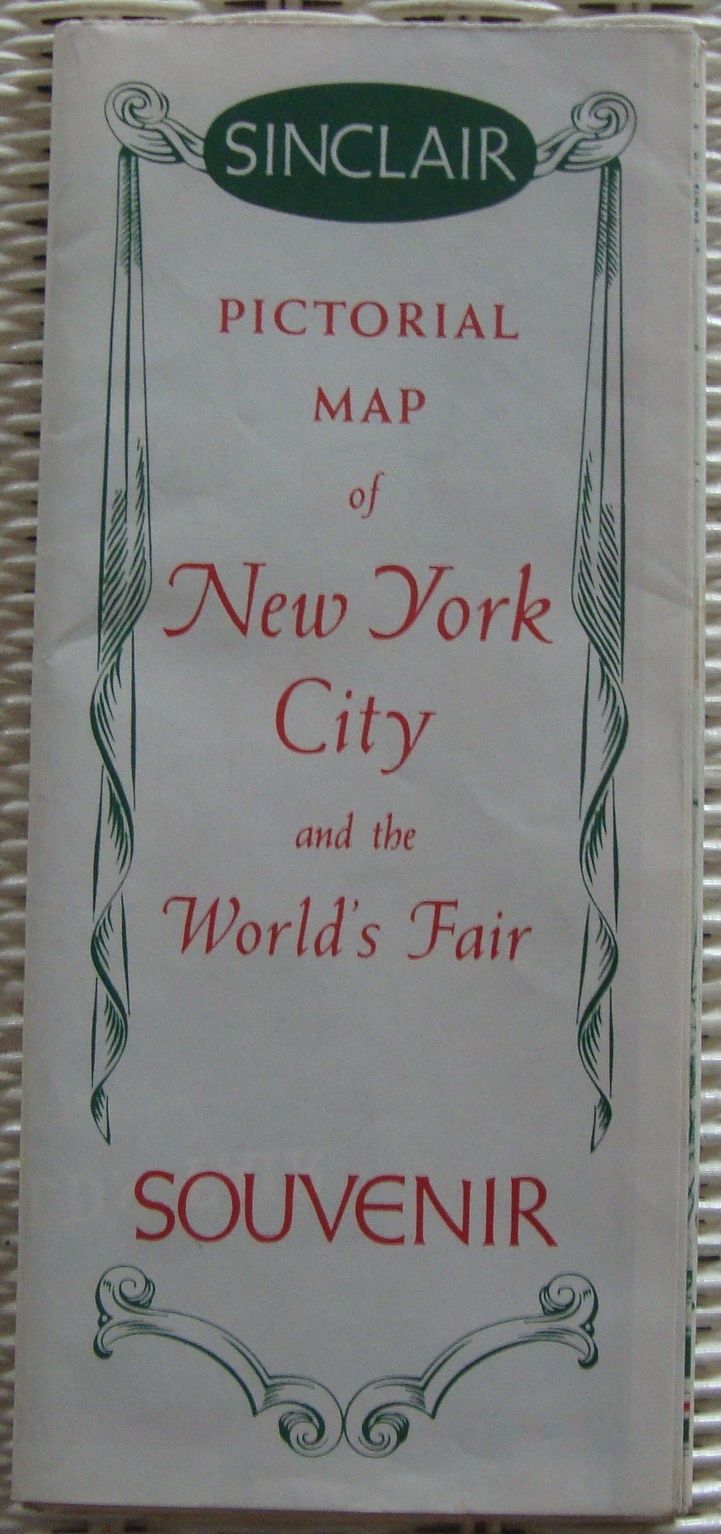 SINCLAIR
PICTORIAL
MAP
of
New York
City
and the
World's Fair
SOUVENIR